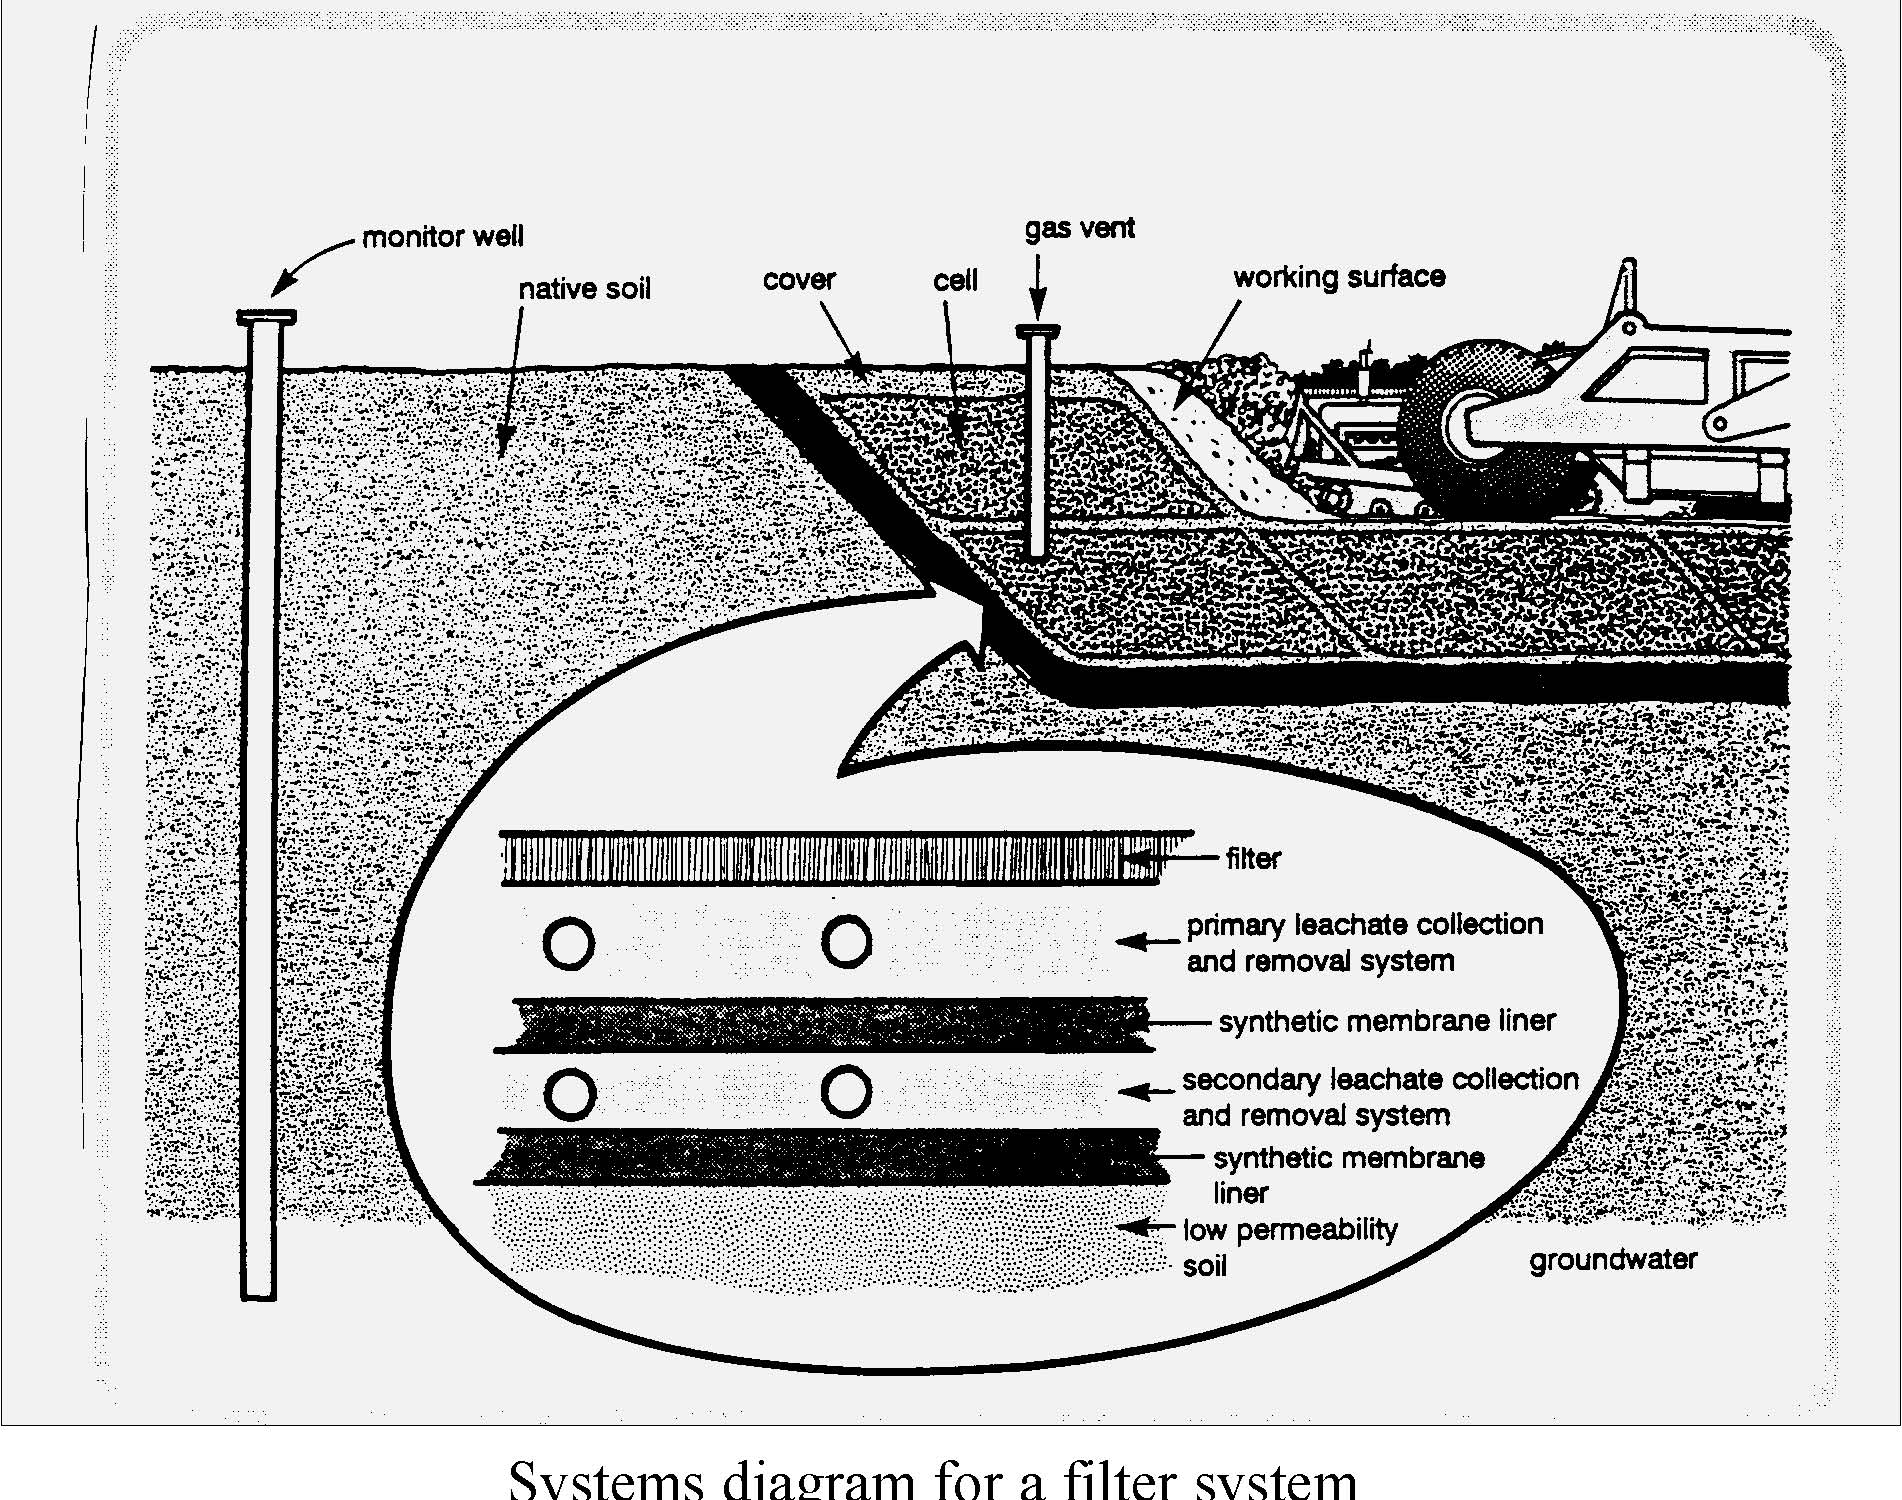 monitor well
gas vent
native soil
cover
cell
working surface
filter
primary leachate collection
and removal system
synthetic membrane liner
secondary leachate collection
and removal system
synthetic membrane
liner
low permeability
soil
groundwater
Systems diagram for a filter system